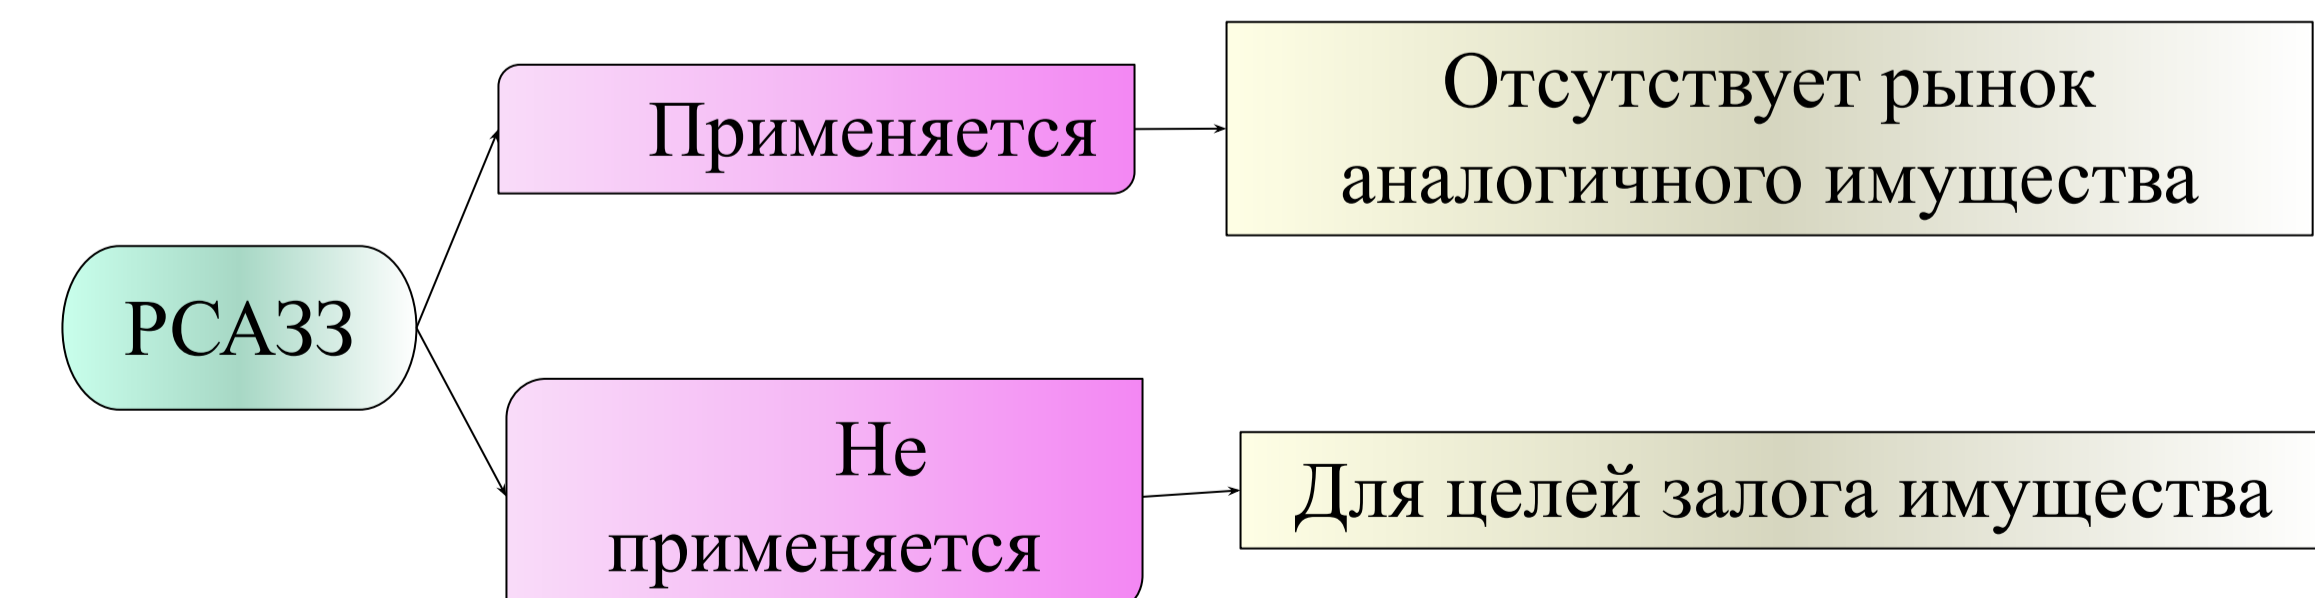 Применяется
Отсутствует рынок
аналогичного имущества
РСАЗЗ
Не
применяется
Для целей залога имущества